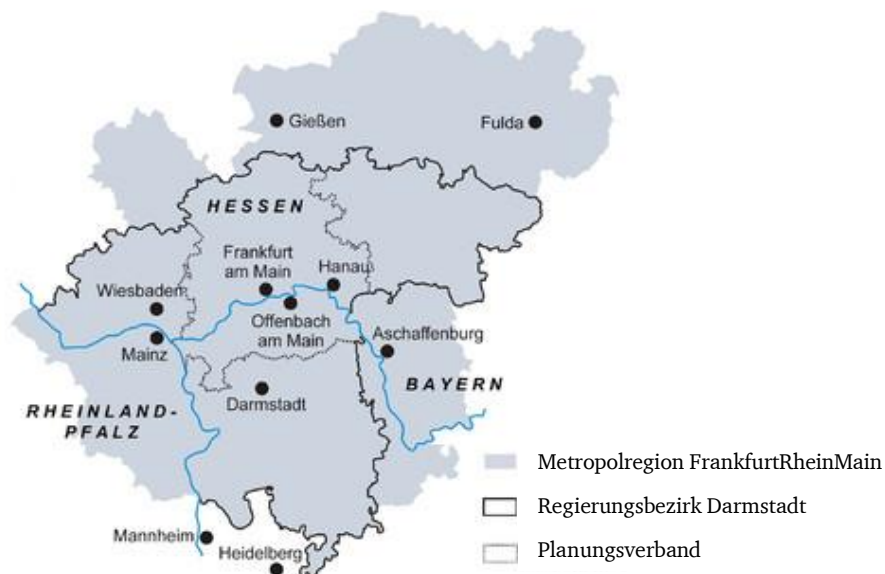 Gießen
Fulda
HESSEN
Frankfurt
am Main
Hanau
Wiesbaden
Offenbach
am Main
Mainz
Aschaffenburg
BAYERN
Darmstadt
RHEINLAND-
PFALZ
Mannheim
Heidelberg
Metropolregion FrankfurtRheinMain
Regierungsbezirk Darmstadt
Planungsverband